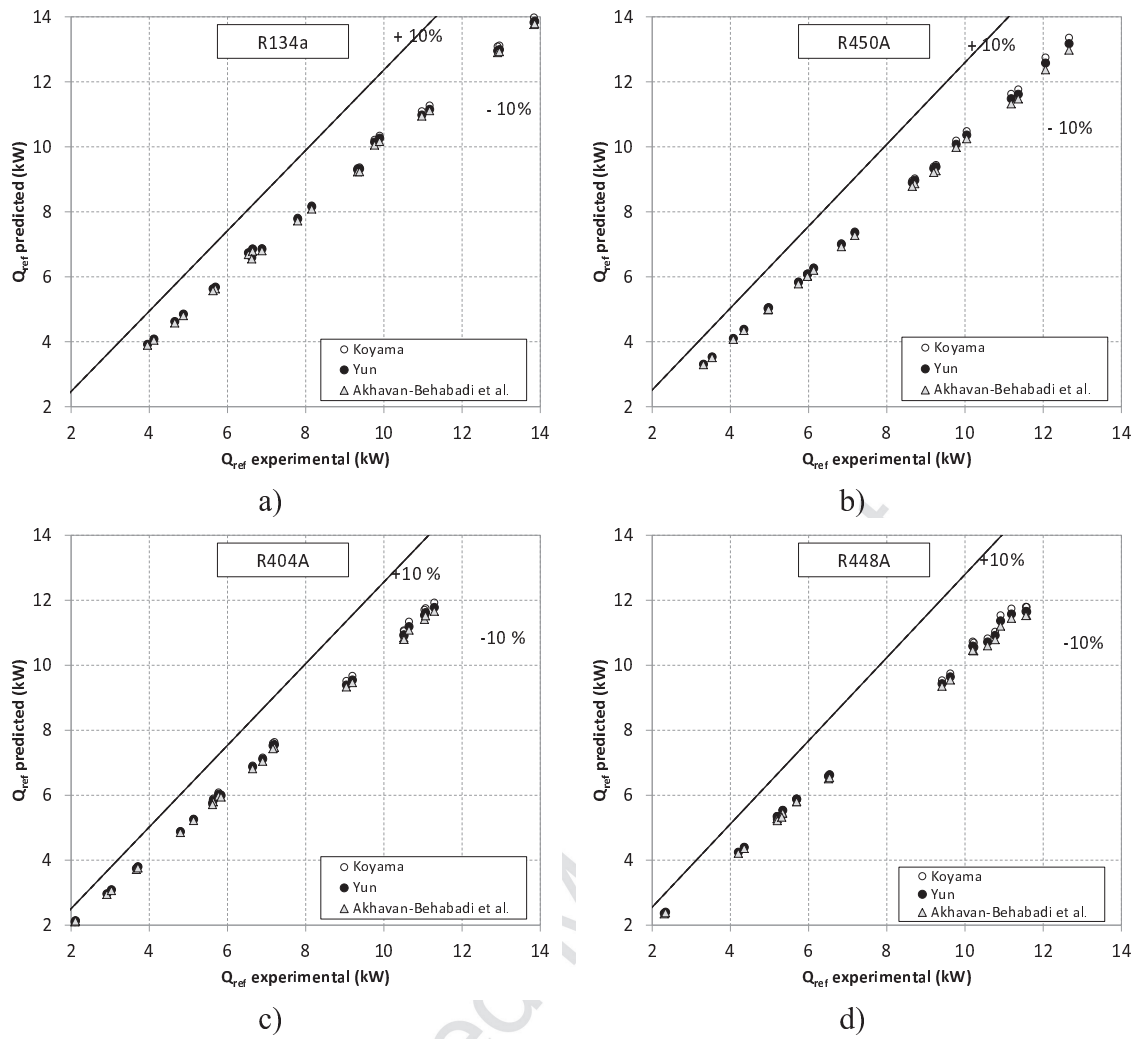 R134a
+ 10%
- 10%
14
12
10
8
6
4
2
Q_ref predicted (kW)
Koyama
Yun
Akhavan-Behabadi et al.
2 4 6 8 10 12 14
Q_ref experimental (kW)
a)
R450A
+ 10%
- 10%
14
12
10
8
6
4
2
Q_ref predicted (kW)
Koyama
Yun
Akhavan-Behabadi et al.
2 4 6 8 10 12 14
Q_ref experimental (kW)
b)
R404A
+10 %
-10 %
14
12
10
8
6
4
2
Q_ref predicted (kW)
Koyama
Yun
Akhavan-Behabadi et al.
2 4 6 8 10 12 14
Q_ref experimental (kW)
c)
R448A
+10%
-10%
14
12
10
8
6
4
2
Q_ref predicted (kW)
Koyama
Yun
Akhavan-Behabadi et al.
2 4 6 8 10 12 14
Q_ref experimental (kW)
d)